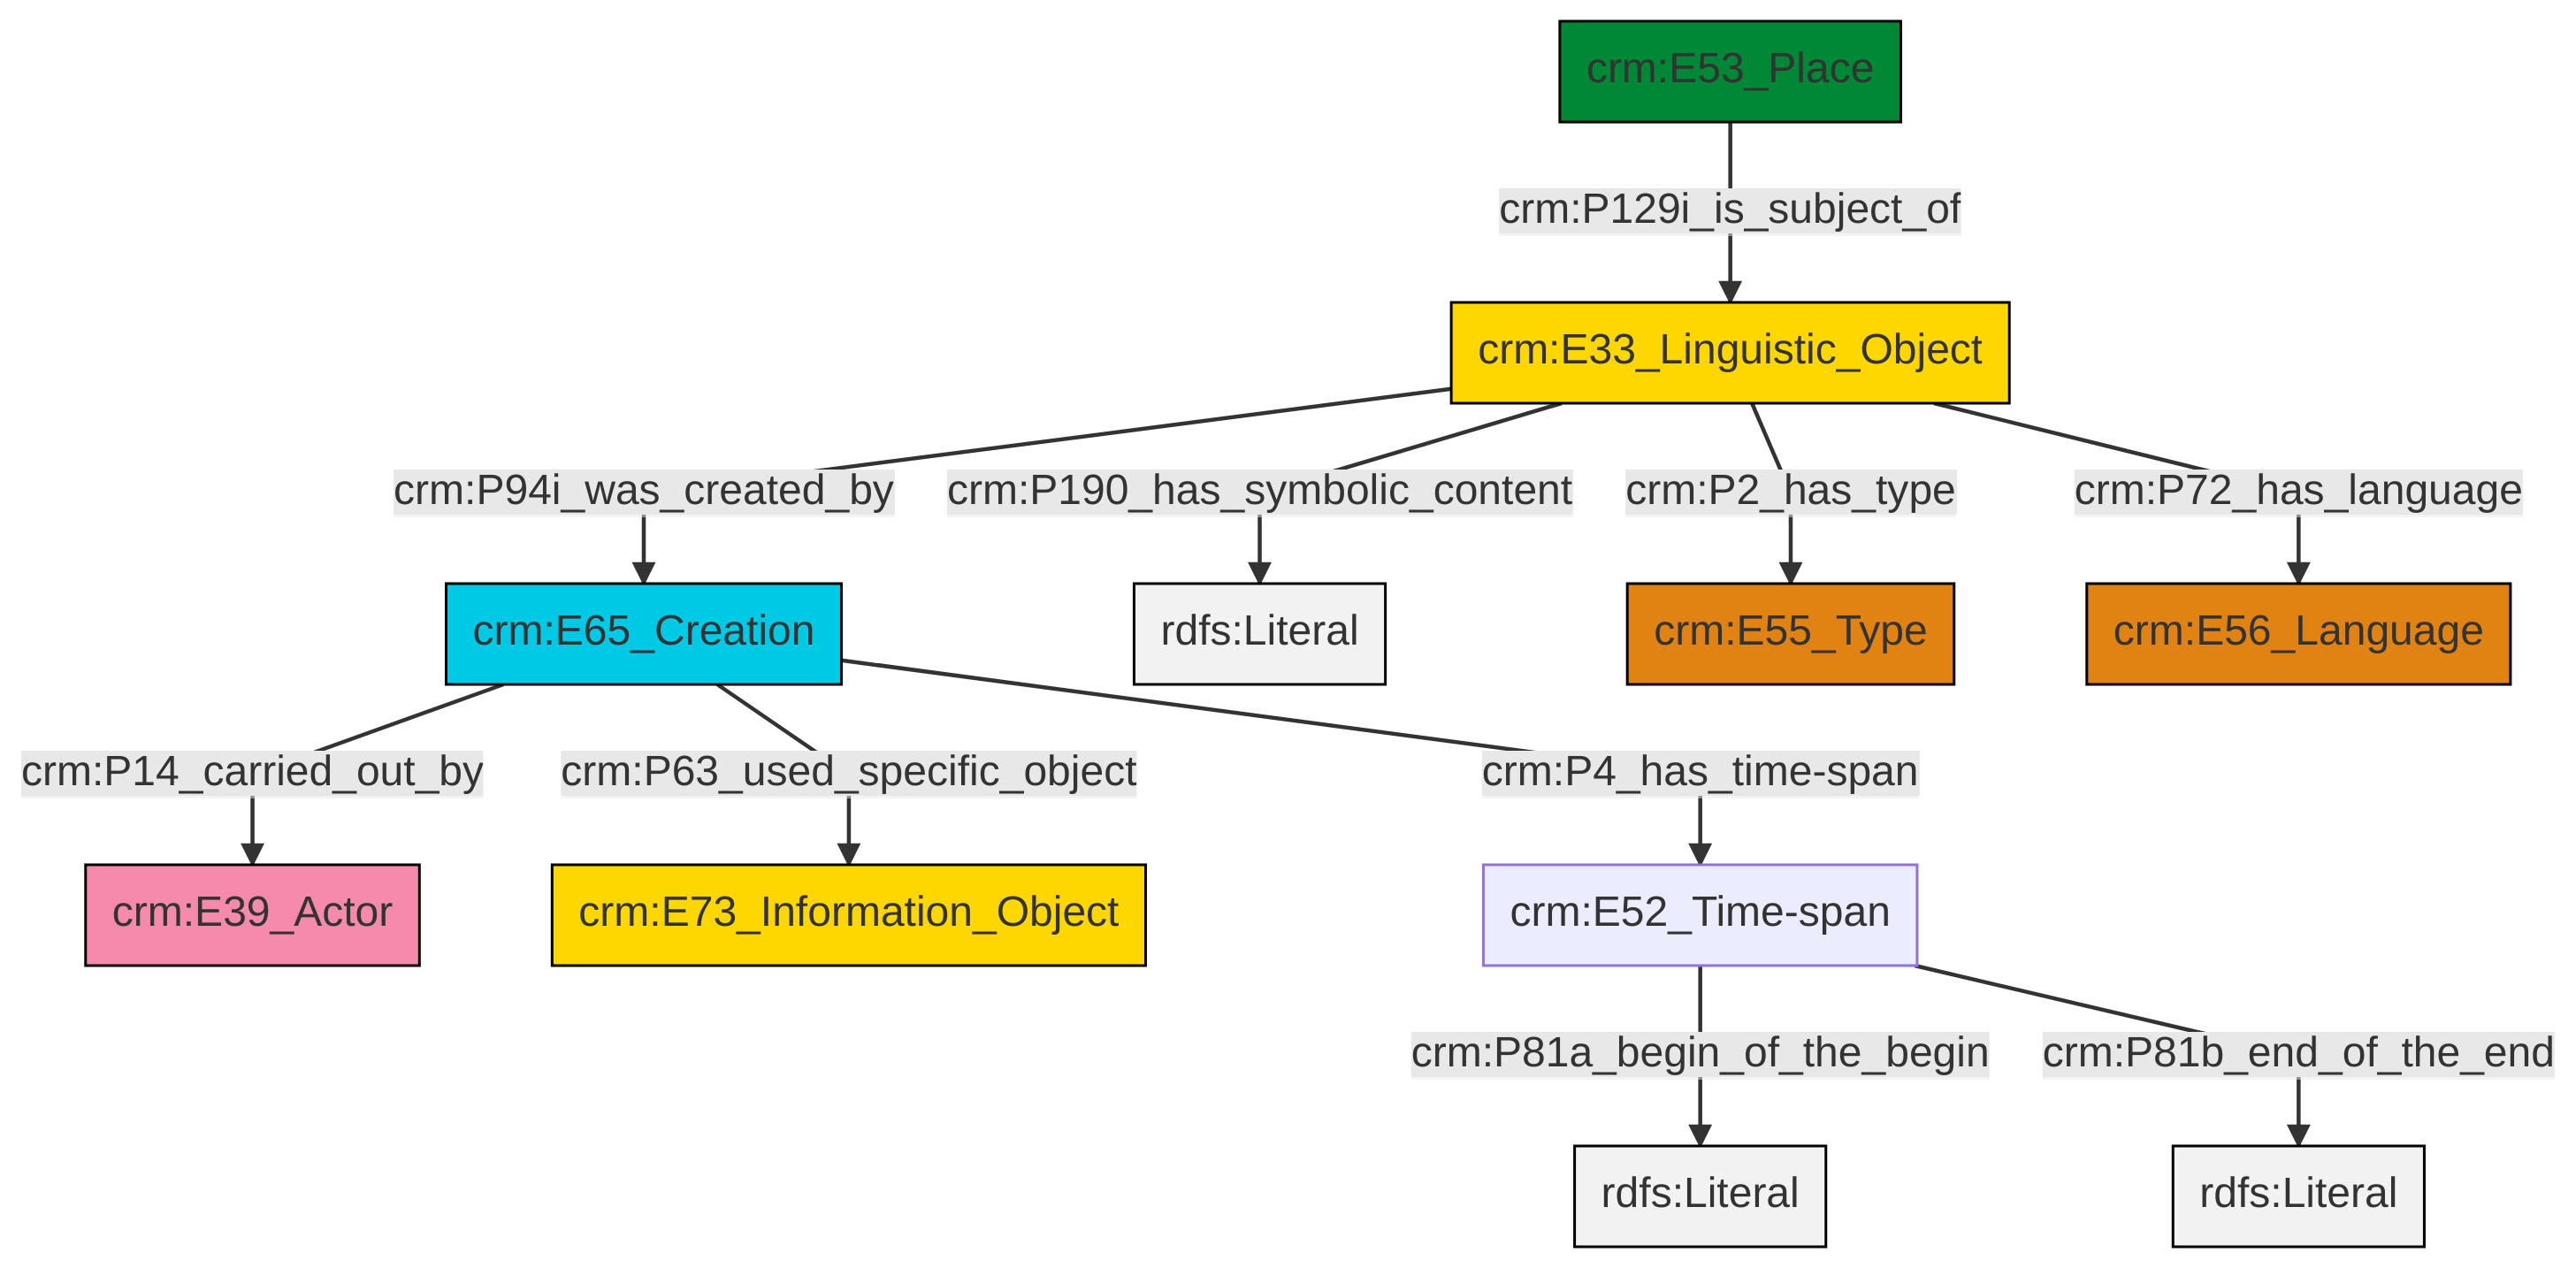 crm:E53_Place
crm:P129i_is_subject_of
crm:E33_Linguistic_Object
crm:P94i_was_created_by
crm:P190_has_symbolic_content
crm:P2_has_type
crm:P72_has_language
crm:E65_Creation
rdfs:Literal
crm:E55_Type
crm:E56_Language
crm:P14_carried_out_by
crm:P63_used_specific_object
crm:P4_has_time-span
crm:E39_Actor
crm:E73_Information_Object
crm:E52_Time-span
crm:P81a_begin_of_the_begin
crm:P81b_end_of_the_end
rdfs:Literal
rdfs:Literal